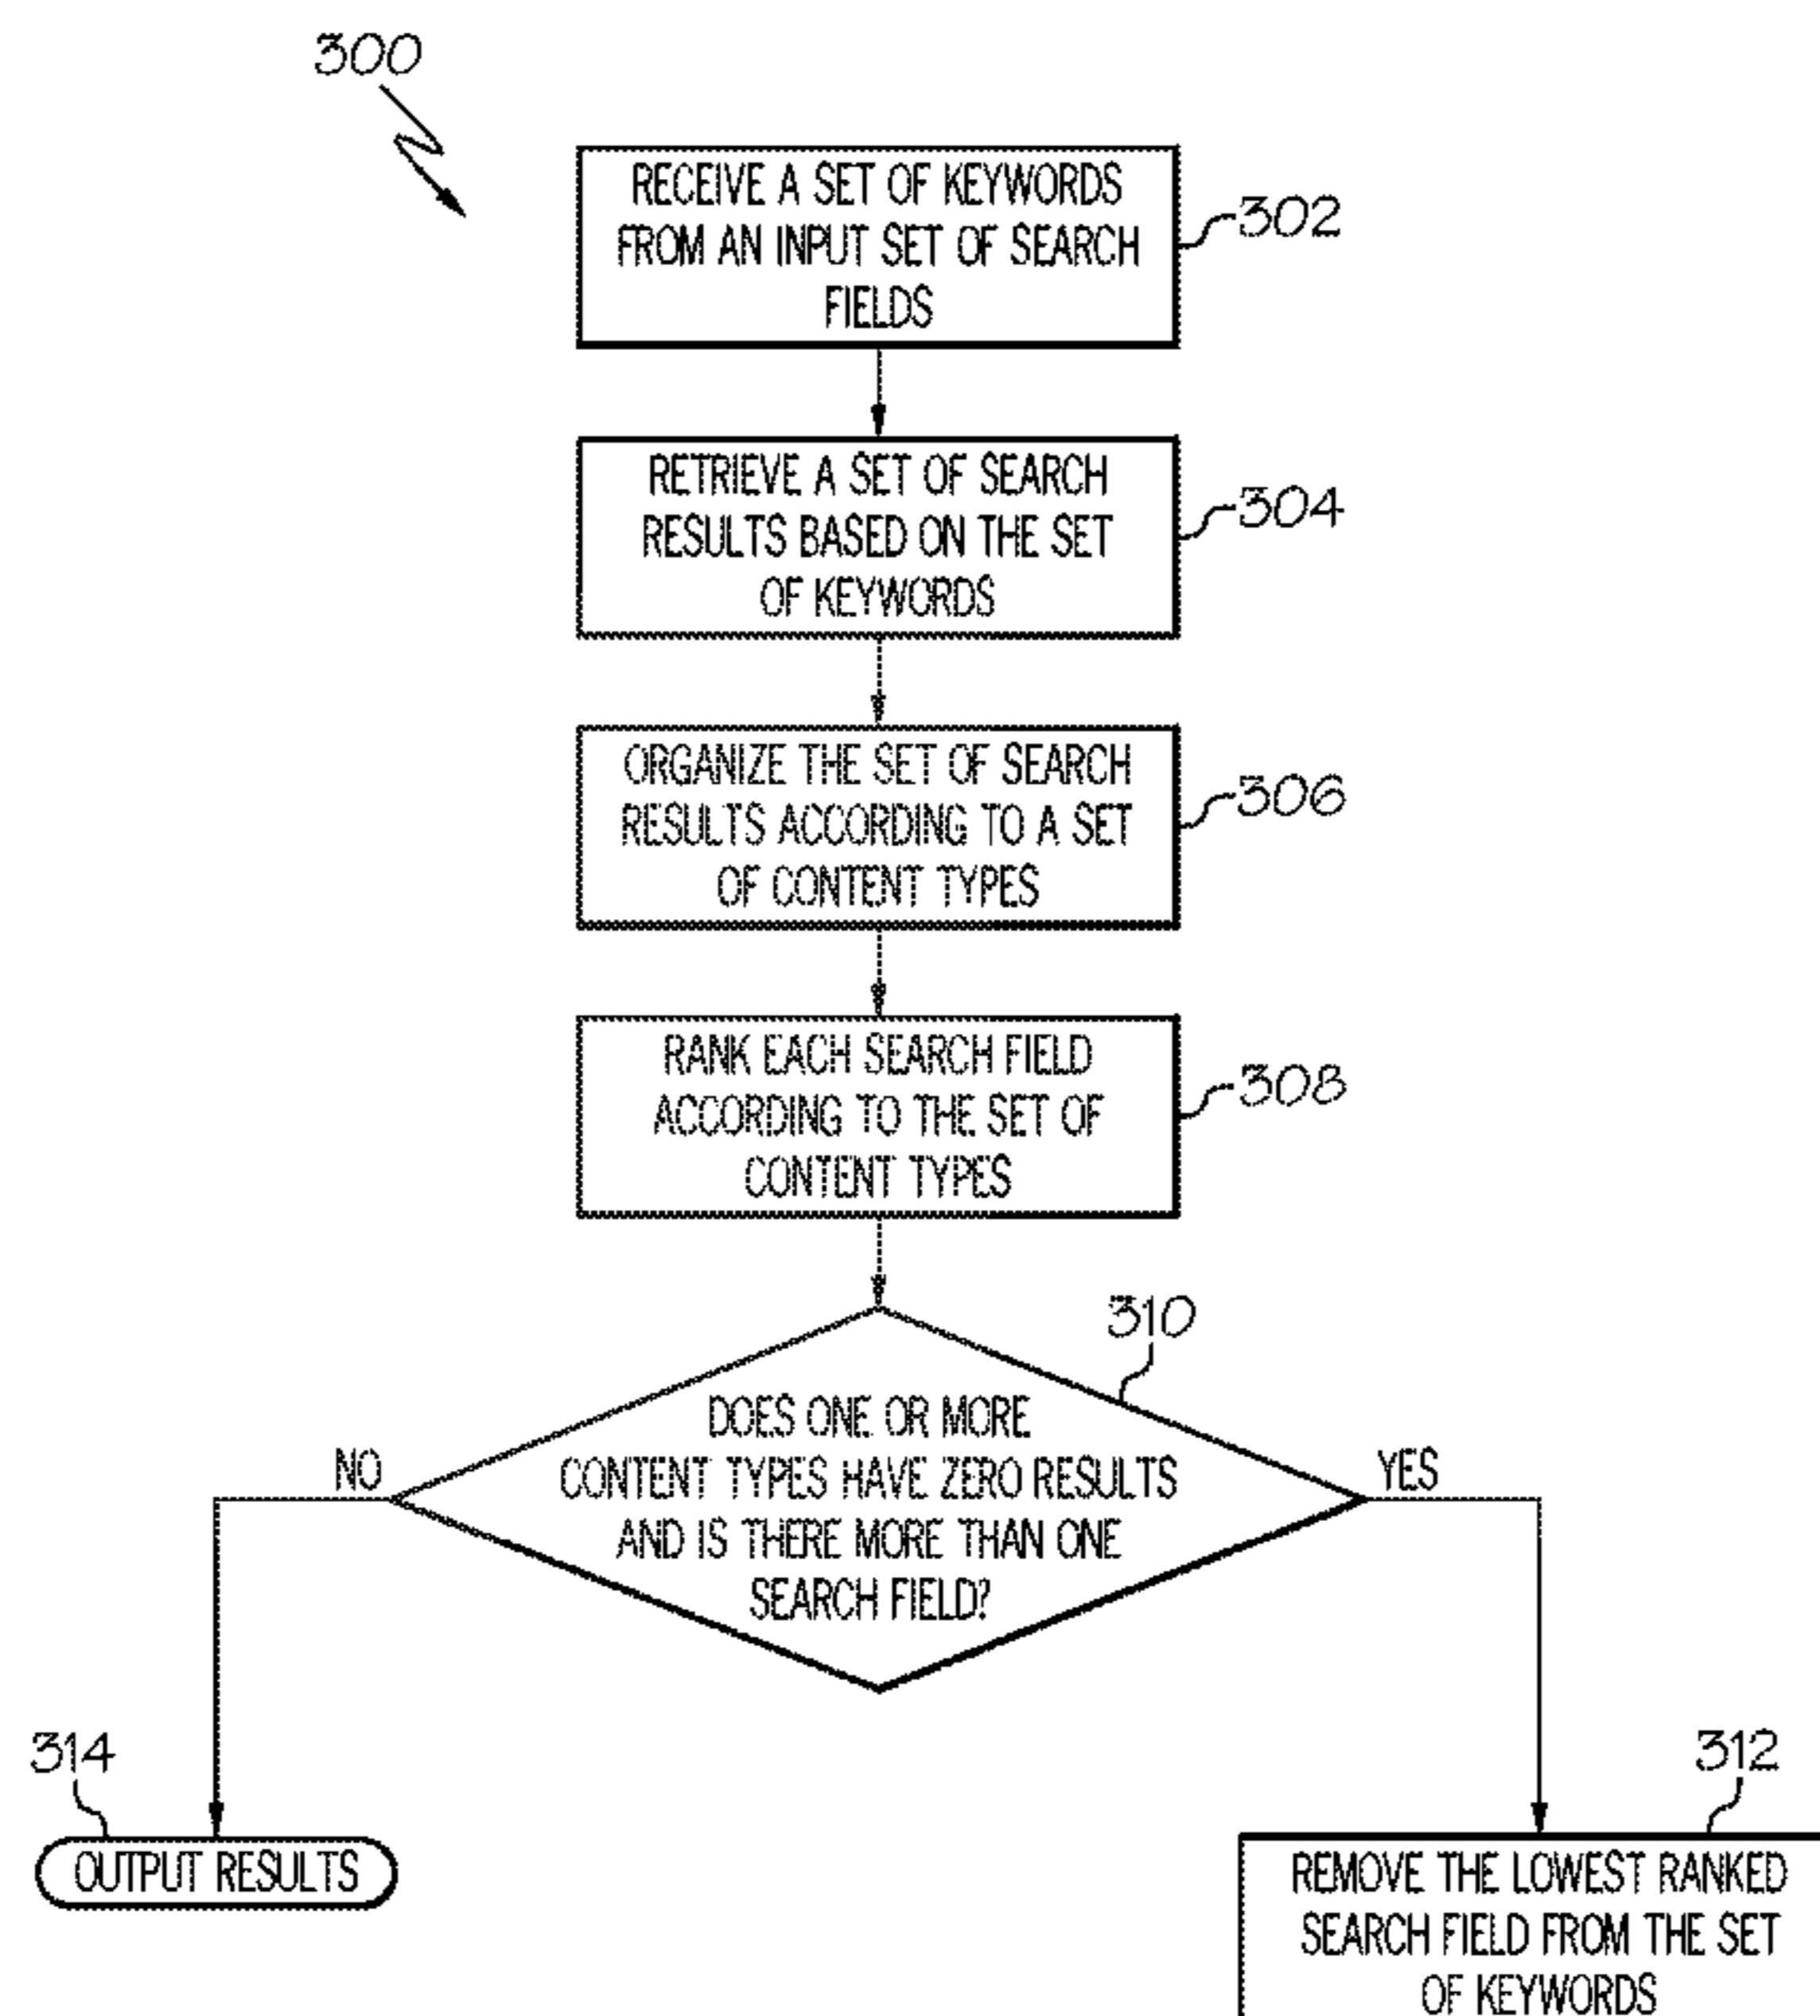 300
RECEIVE A SET OF KEYWORDS
FROM AN INPUT SET OF SEARCH
FIELDS
302
RETRIEVE A SET OF SEARCH
RESULTS BASED ON THE SET
OF KEYWORDS
304
ORGANIZE THE SET OF SEARCH
RESULTS ACCORDING TO A SET
OF CONTENT TYPES
306
RANK EACH SEARCH FIELD
ACCORDING TO THE SET OF
CONTENT TYPES
308
310
DOES ONE OR MORE
CONTENT TYPES HAVE ZERO RESULTS
AND IS THERE MORE THAN ONE
SEARCH FIELD?
NO
YES
314
OUTPUT RESULTS
312
REMOVE THE LOWEST RANKED
SEARCH FIELD FROM THE SET
OF KEYWORDS